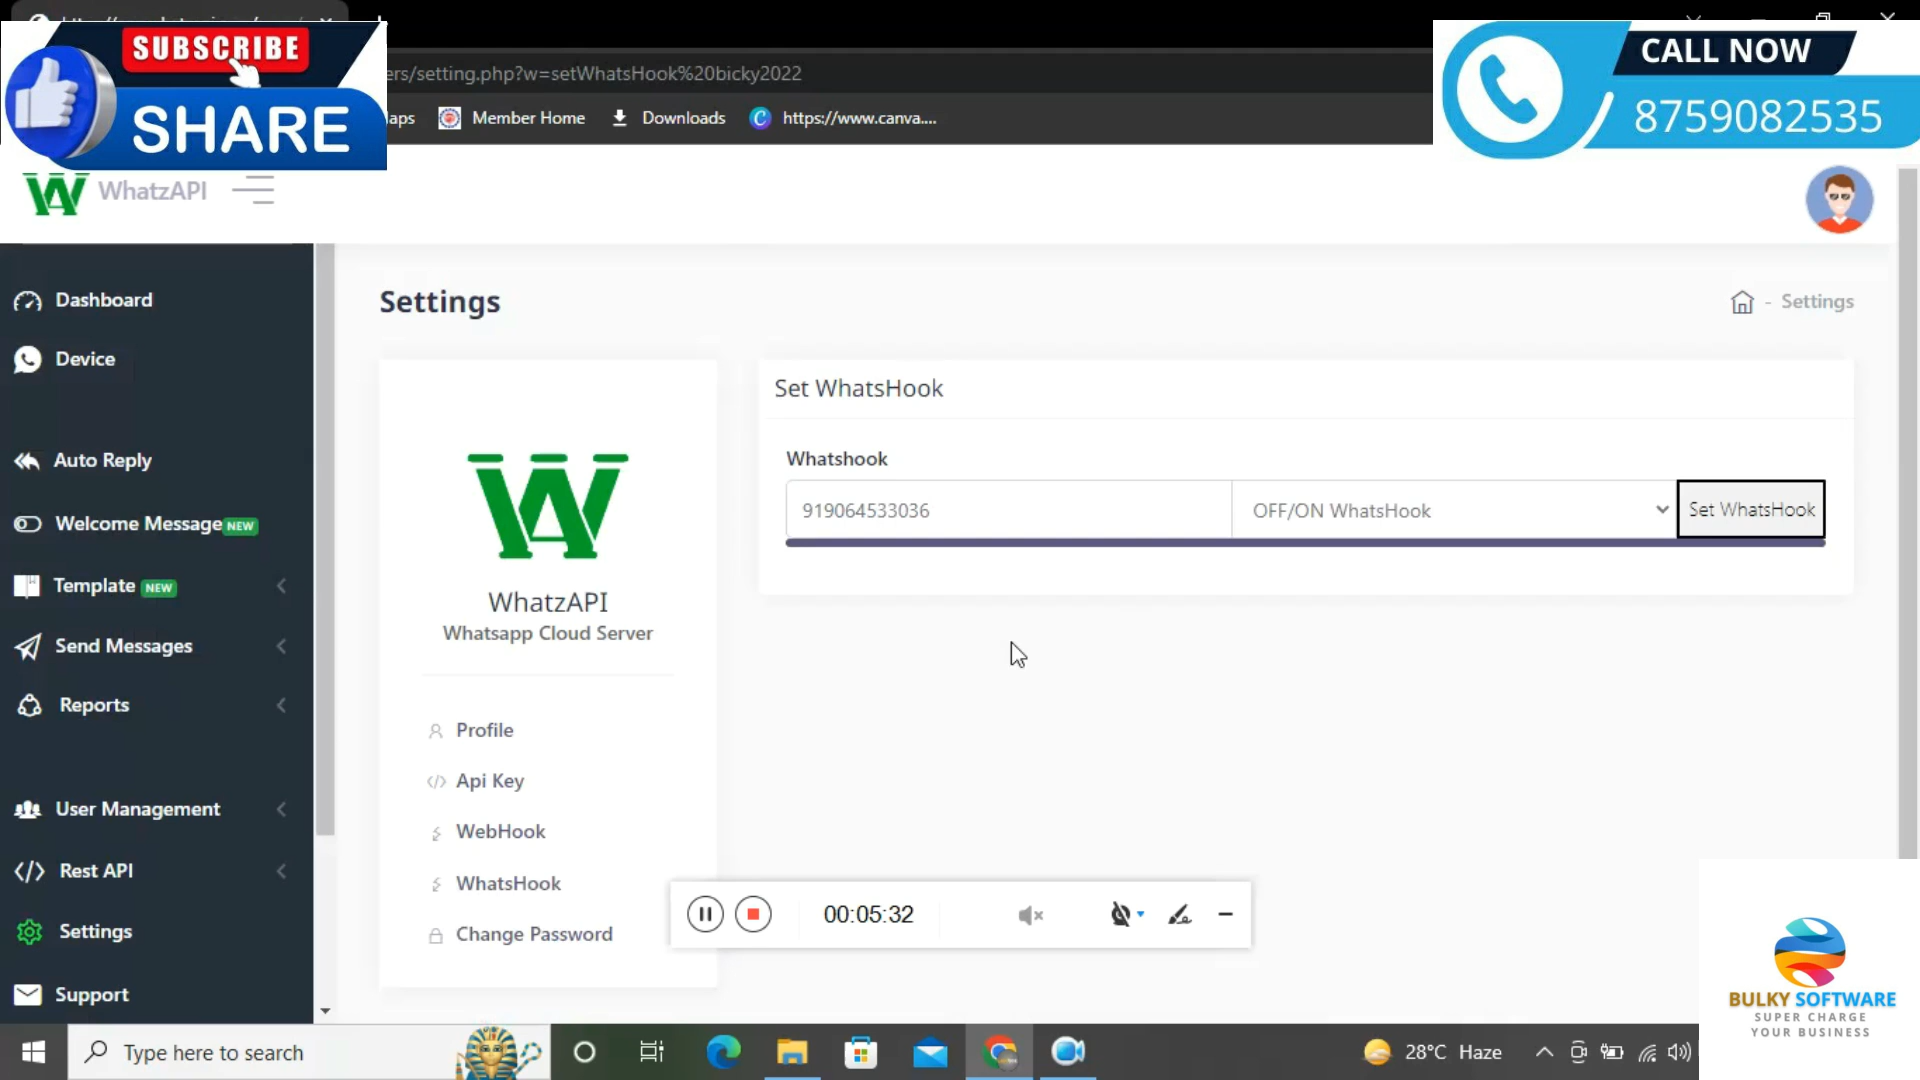 SUBSCRIBE
SHARE
ers/setting.php?w=setWhatsHook%20bicky2022
CALL NOW
8759082535
aps
Member Home
Downloads
https://www.canva....
WhatzAPI
Dashboard
Device
Auto Reply
Welcome Message NEW
Template NEW
Send Messages
Reports
User Management
Rest API
Settings
Support
Settings
- Settings
WhatzAPI
Whatsapp Cloud Server
Profile
Api Key
WebHook
WhatsHook
Change Password
Set WhatsHook
Whatshook
919064533036
OFF/ON WhatsHook
Set WhatsHook
00:05:32
BULKY SOFTWARE
SUPER CHARGE
YOUR BUSINESS
Type here to search
28°C Haze